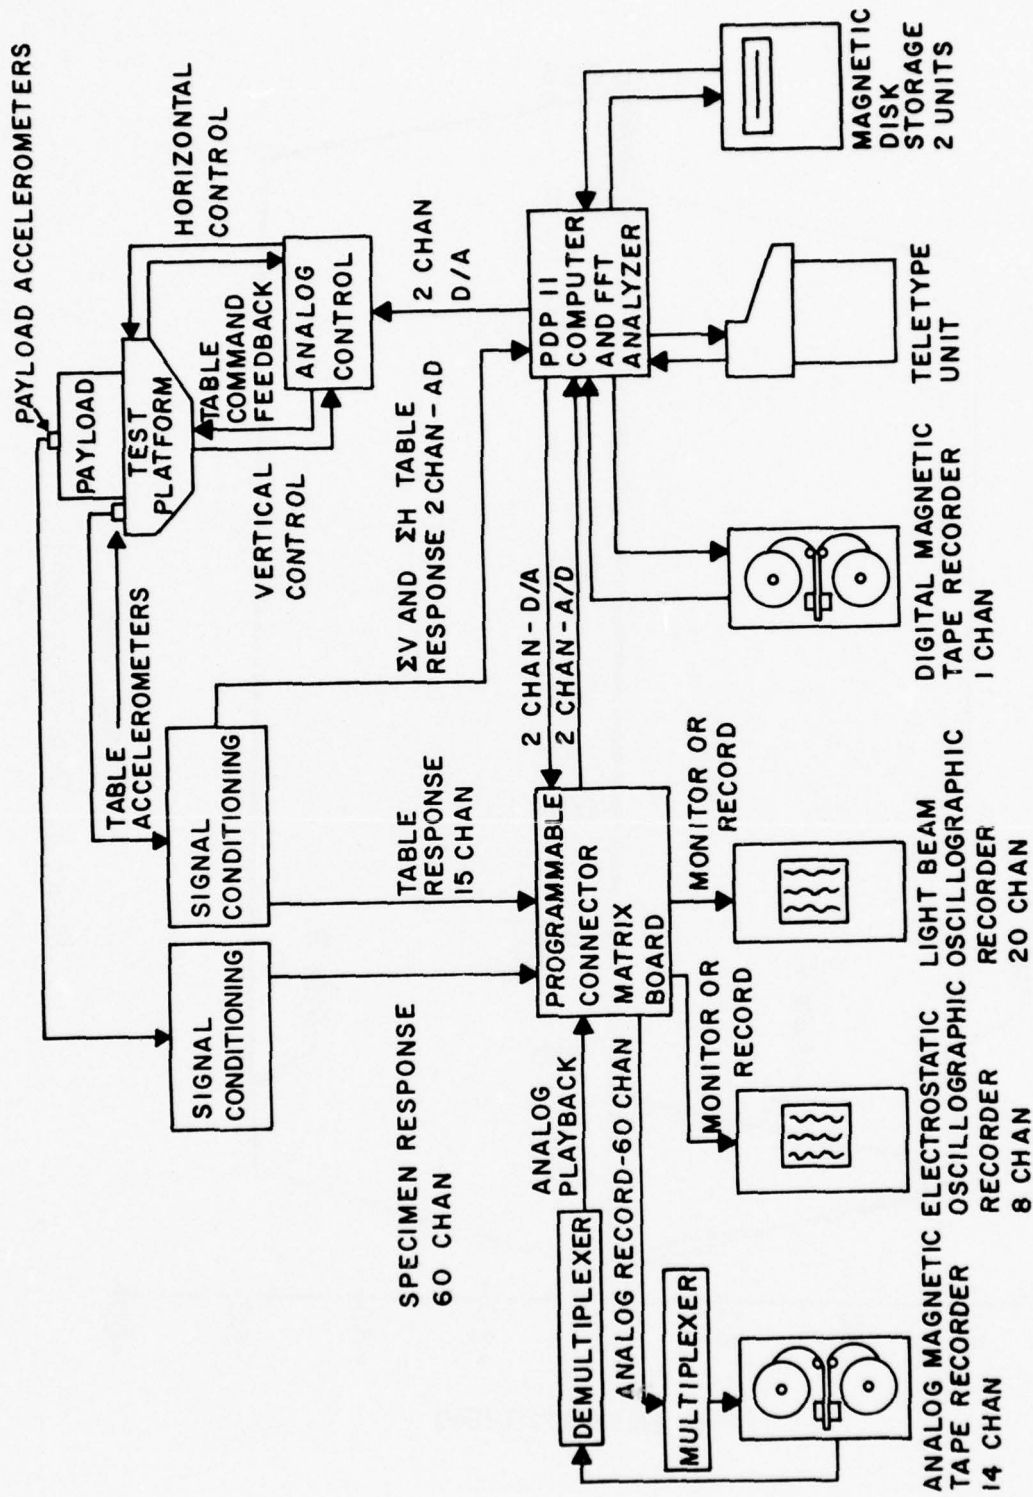 PAYLOAD ACCELEROMETERS
PAYLOAD
TEST
PLATFORM
HORIZONTAL
CONTROL
TABLE
COMMAND
FEEDBACK
ANALOG
CONTROL
VERTICAL
CONTROL
TABLE
ACCELEROMETERS
SIGNAL
CONDITIONING
SIGNAL
CONDITIONING
2 CHAN
D/A
ΣV AND ΣH TABLE
RESPONSE 2 CHAN-AD
TABLE
RESPONSE
15 CHAN
SPECIMEN RESPONSE
60 CHAN
PDP 11
COMPUTER
AND FFT
ANALYZER
2 CHAN-D/A
2 CHAN-A/D
PROGRAMMABLE
CONNECTOR
MATRIX
BOARD
ANALOG
PLAYBACK
ANALOG RECORD-60 CHAN
DEMULTIPLEXER
MULTIPLEXER
MONITOR OR
RECORD
MONITOR OR
RECORD
ANALOG MAGNETIC
TAPE RECORDER
14 CHAN
ELECTROSTATIC
OSCILLOGRAPHIC
RECORDER
8 CHAN
LIGHT BEAM
OSCILLOGRAPHIC
RECORDER
20 CHAN
DIGITAL MAGNETIC
TAPE RECORDER
1 CHAN
TELETYPE
UNIT
MAGNETIC
DISK
STORAGE
2 UNITS